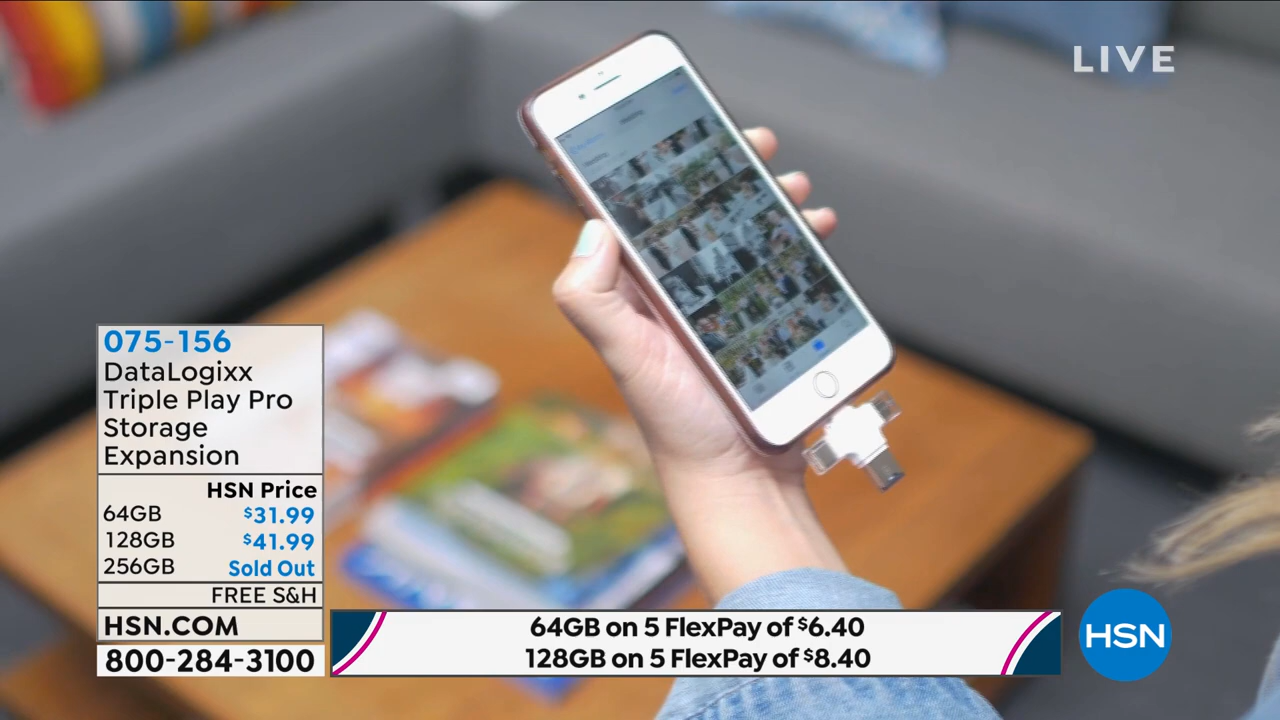 LIVE
075-156
DataLogixx
Triple Play Pro
Storage
Expansion
HSN Price
64GB $31.99
128GB $41.99
256GB Sold Out
FREE S&H
HSN.COM
800-284-3100
64GB on 5 FlexPay of $6.40
128GB on 5 FlexPay of $8.40
HSN